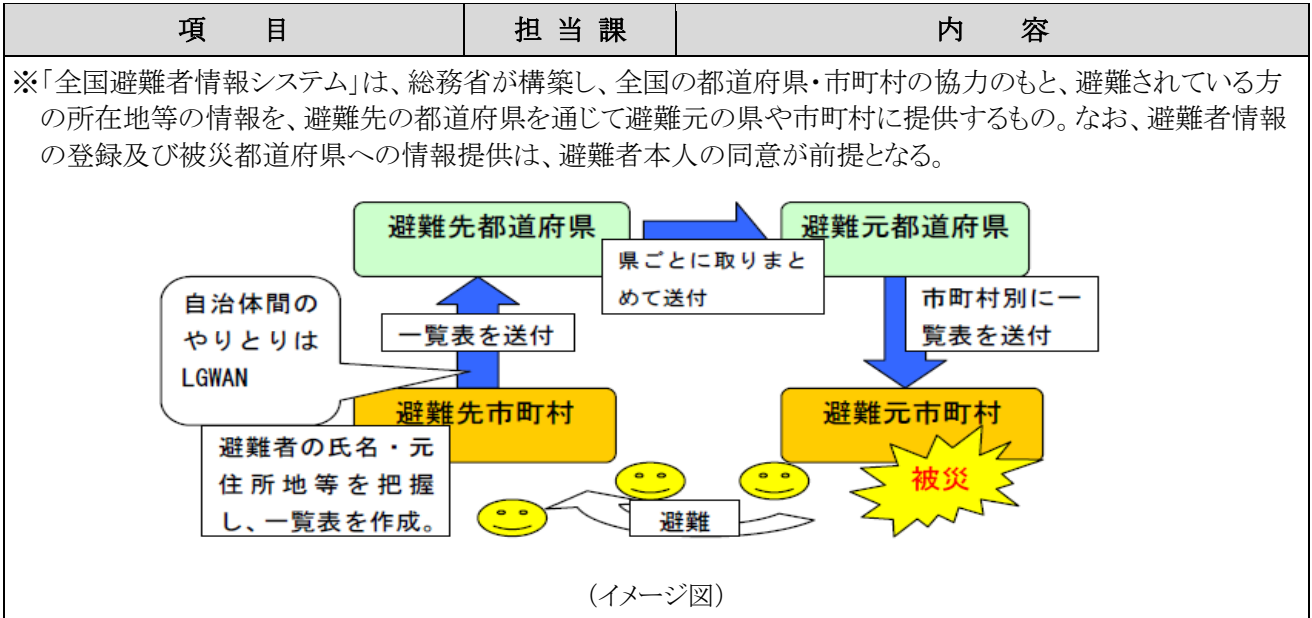 項　目　担 当 課　内　容
※「全国避難者情報システム」は、総務省が構築し、全国の都道府県・市町村の協力のもと、避難されている方
の所在地等の情報を、避難先の都道府県を通じて避難元の県や市町村に提供するもの。なお、避難者情報
の登録及び被災都道府県への情報提供は、避難者本人の同意が前提となる。
避難先都道府県
避難元都道府県
県ごとに取りまと
めて送付
自治体間の
やりとりは
LGWAN
一覧表を送付
市町村別に一
覧表を送付
避難先市町村
避難元市町村
避難者の氏名・元
住所地等を把握
し、一覧表を作成。
被災
避難
（イメージ図）